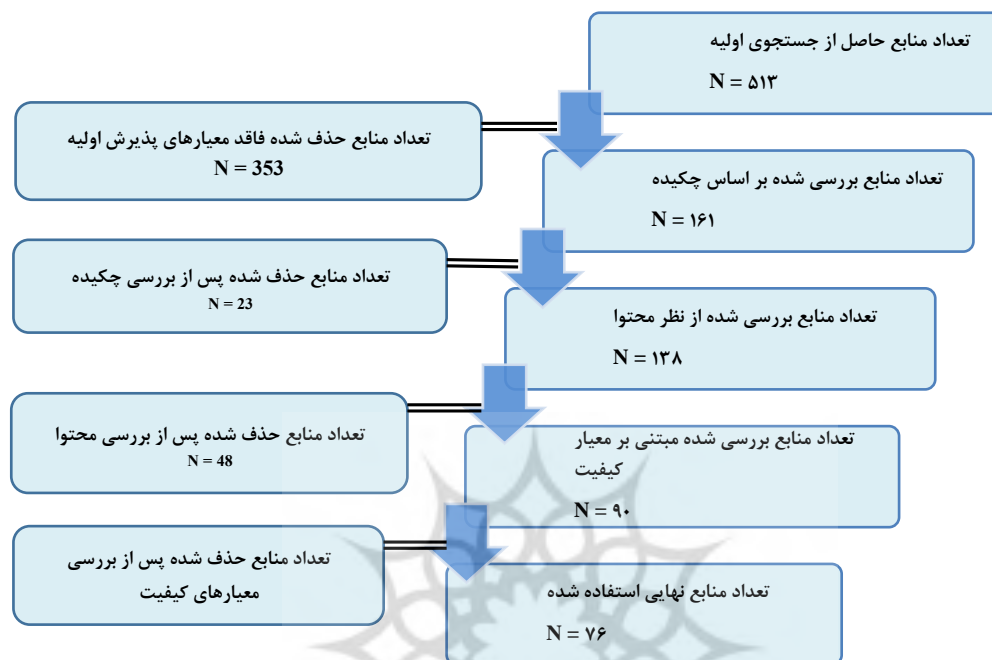 تعداد منابع حاصل از جستجوی اولیه
N = ۵۱۳
تعداد منابع حذف شده فاقد معیارهای پذیرش اولیه
N = 353
تعداد منابع بررسی شده بر اساس چکیده
N = ۱۶۱
تعداد منابع حذف شده پس از بررسی چکیده
N = 23
تعداد منابع بررسی شده از نظر محتوا
N = ۱۳۸
تعداد منابع حذف شده پس از بررسی محتوا
N = 48
تعداد منابع بررسی شده مبتنی بر معیار
کیفیت
N = ۹۰
تعداد منابع حذف شده پس از بررسی
معیارهای کیفیت
تعداد منابع نهایی استفاده شده
N = ۷۶